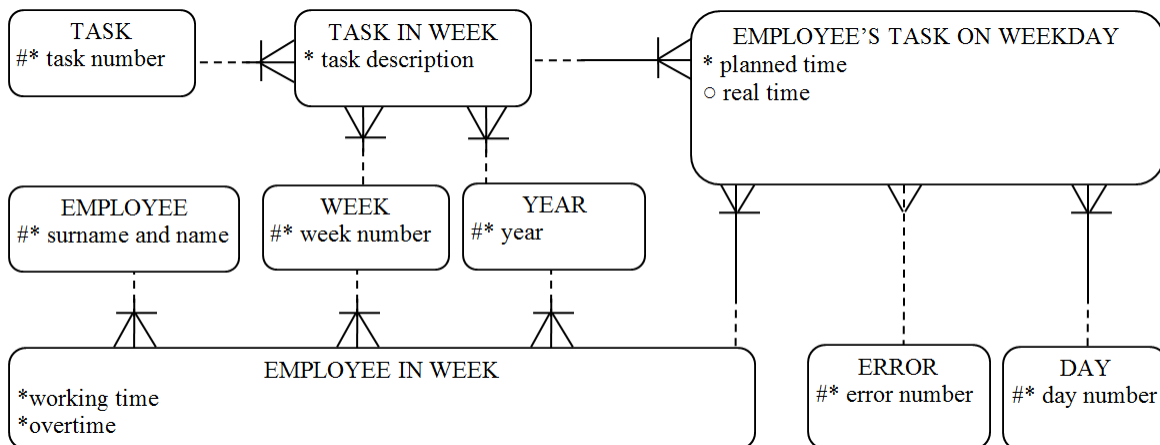 TASK
#* task number
TASK IN WEEK
* task description
EMPLOYEE’S TASK ON WEEKDAY
* planned time
○ real time
EMPLOYEE
#* surname and name
WEEK
#* week number
YEAR
#* year
EMPLOYEE IN WEEK
*working time
*overtime
ERROR
#* error number
DAY
#* day number